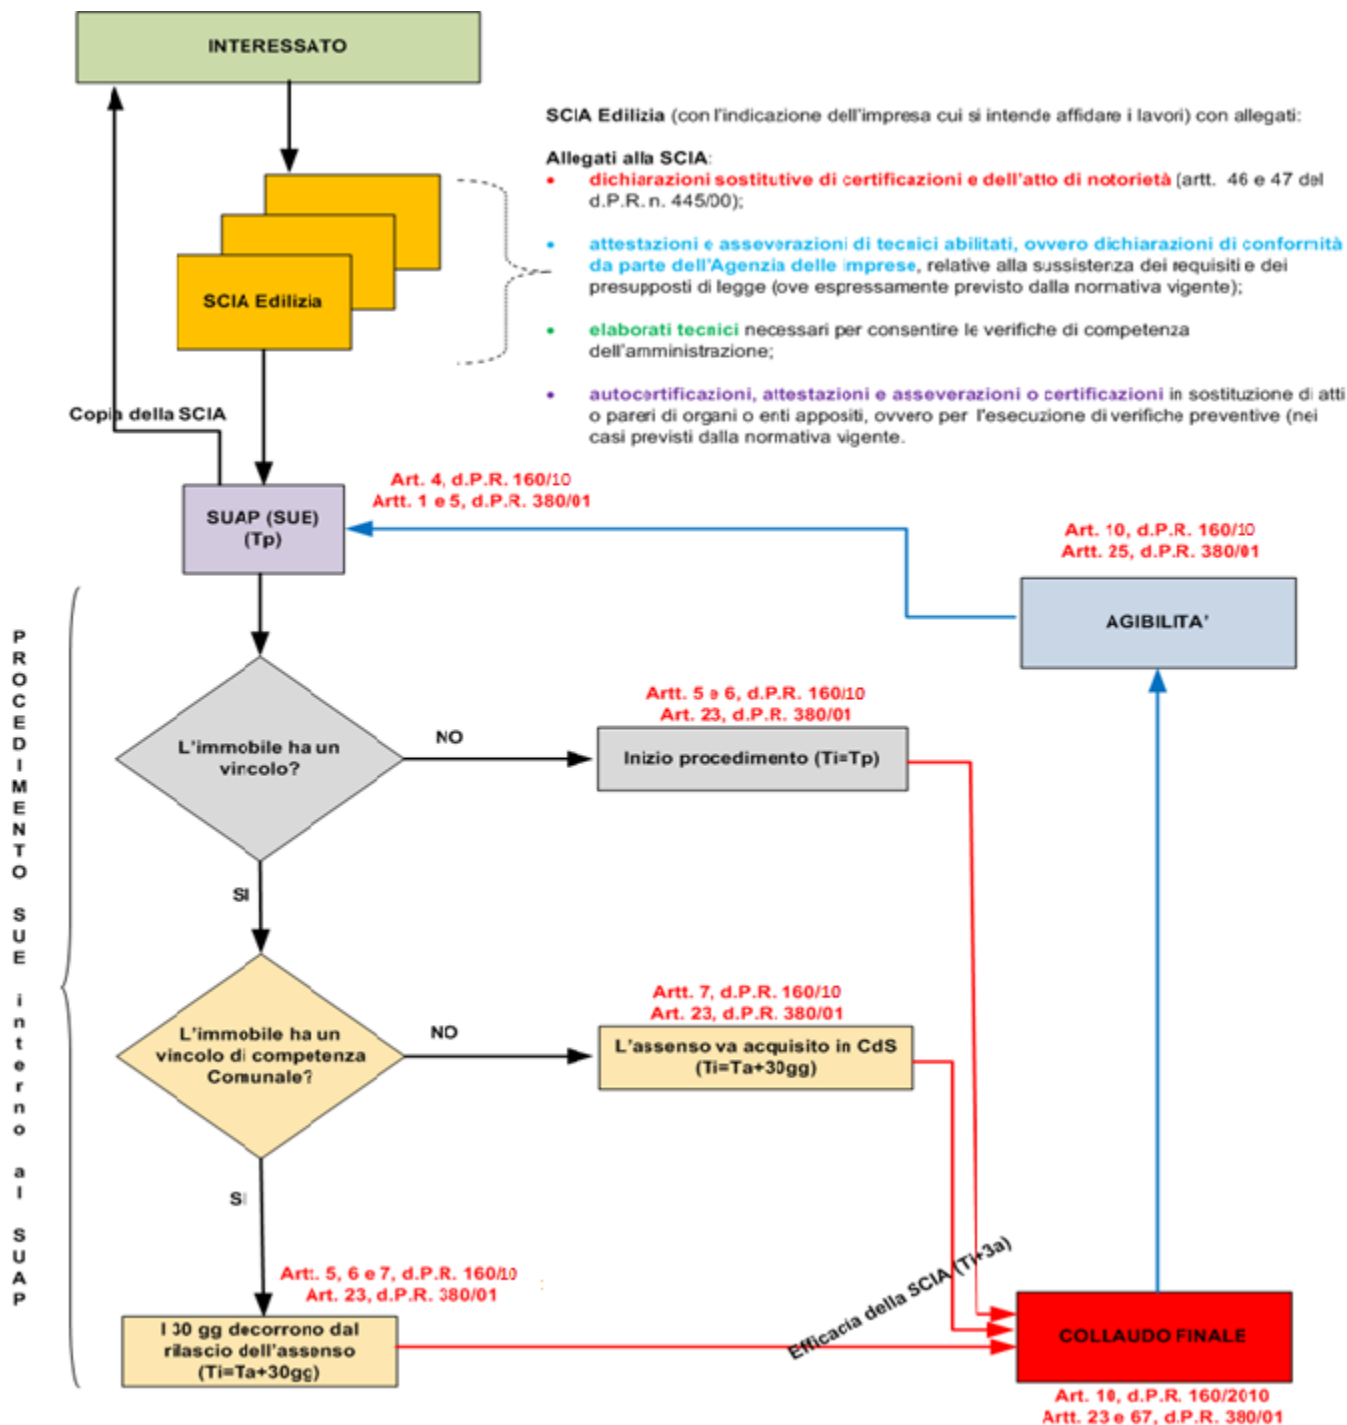 INTERESSATO
SCIA Edilizia (con l'indicazione dell'impresa cui si intende affidare i lavori) con allegati:
Allegati alla SCIA:
• dichiarazioni sostitutive di certificazioni e dell'atto di notorietà (artt. 46 e 47 del
d.P.R. n. 445/00);
• attestazioni e asseverazioni di tecnici abilitati, ovvero dichiarazioni di conformità
da parte dell'Agenzia delle imprese, relative alla sussistenza dei requisiti e dei
presupposti di legge (ove espressamente previsto dalla normativa vigente);
• elaborati tecnici necessari per consentire le verifiche di competenza
dell'amministrazione;
• autocertificazioni, attestazioni e asseverazioni o certificazioni in sostituzione di atti
o pareri di organi o enti appositi, ovvero per l'esecuzione di verifiche preventive (nei
casi previsti dalla normativa vigente.
SCIA Edilizia
Copia della SCIA
Art. 4, d.P.R. 160/10
Artt. 1 e 5, d.P.R. 380/01
SUAP (SUE)
(Tp)
Art. 10, d.P.R. 160/10
Artt. 25, d.P.R. 380/01
AGIBILITA'
PROCEDIMENTO SUE interno al SUAP
L'immobile ha un
vincolo?
NO
Artt. 5 e 6, d.P.R. 160/10
Art. 23, d.P.R. 380/01
Inizio procedimento (Ti=Tp)
SI
L'immobile ha un
vincolo di competenza
Comunale?
NO
Artt. 7, d.P.R. 160/10
Art. 23, d.P.R. 380/01
L'assenso va acquisito in CdS
(Ti=Ta+30gg)
SI
Artt. 5, 6 e 7, d.P.R. 160/10
Art. 23, d.P.R. 380/01
I 30 gg decorrono dal
rilascio dell'assenso
(Ti=Ta+30gg)
Efficacia della SCIA (Ti+3a)
COLLAUDO FINALE
Art. 10, d.P.R. 160/2010
Artt. 23 e 67, d.P.R. 380/01